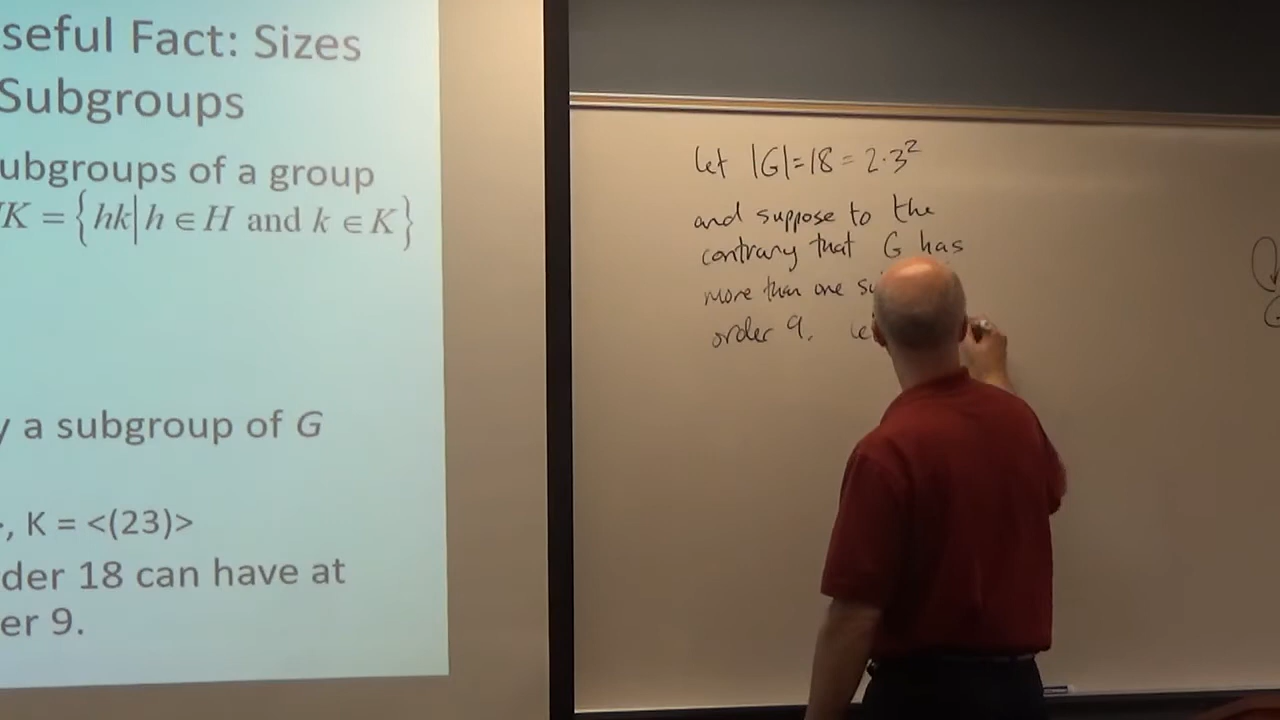 seful Fact: Sizes
Subgroups
ubgroups of a group
K = {hk|h ∈ H and k ∈ K}
y a subgroup of G
, K = <(23)>
der 18 can have at
er 9.
Let |G|=18 = 2·3²
and suppose to the
contrary that G has
more than one su
order 9. Le